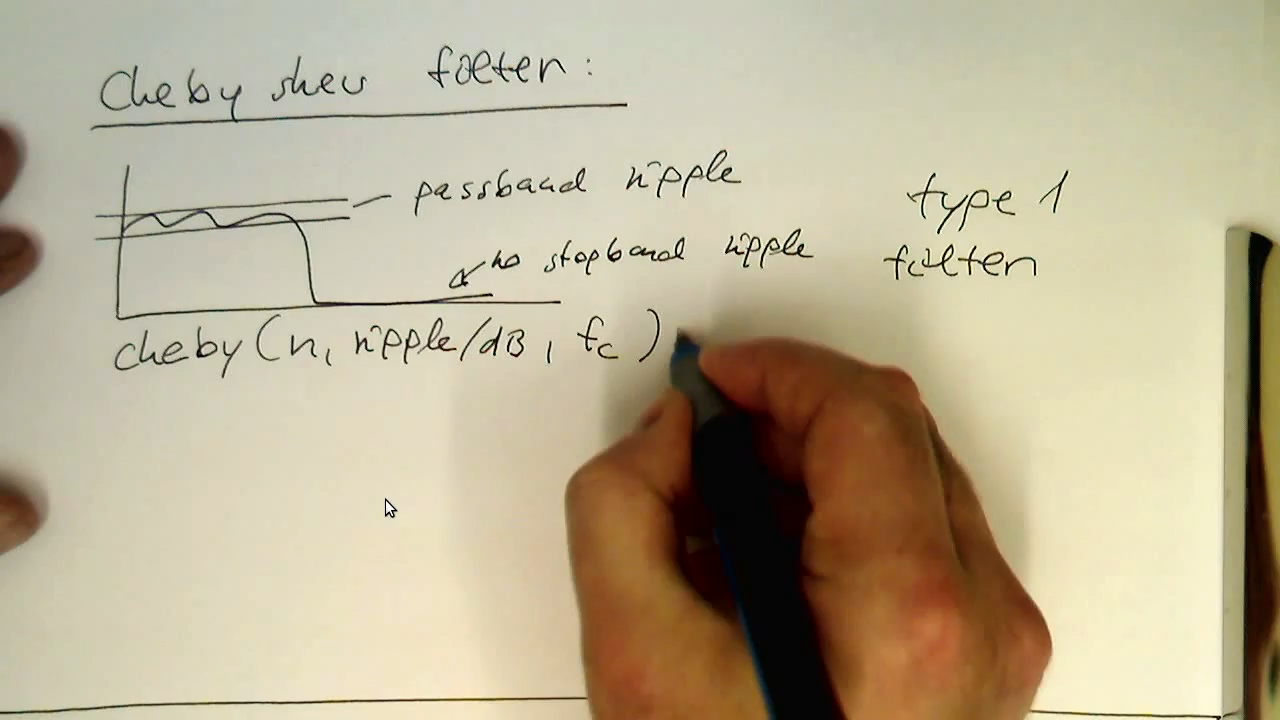 Chebyshev filter:
passband ripple
no stopband ripple
type 1
filter
cheby(n, ripple/dB, fc)